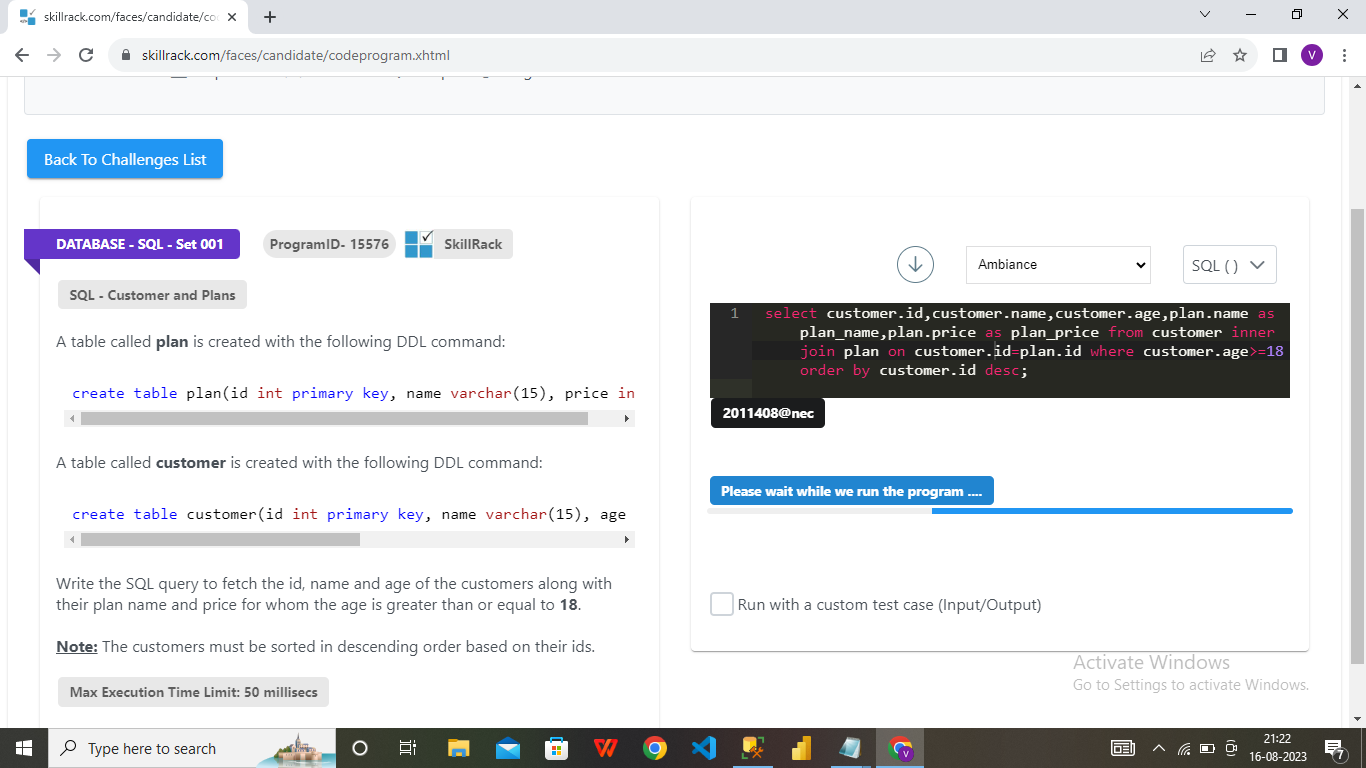 skillrack.com/faces/candidate/co
skillrack.com/faces/candidate/codeprogram.xhtml
V
Back To Challenges List
DATABASE - SQL - Set 001
ProgramID- 15576
SkillRack
SQL - Customer and Plans
A table called plan is created with the following DDL command:
create table plan(id int primary key, name varchar(15), price in
A table called customer is created with the following DDL command:
create table customer(id int primary key, name varchar(15), age
Write the SQL query to fetch the id, name and age of the customers along with
their plan name and price for whom the age is greater than or equal to 18.
Note: The customers must be sorted in descending order based on their ids.
Max Execution Time Limit: 50 millisecs
Ambiance
SQL ( )
1 select customer.id,customer.name,customer.age,plan.name as
plan_name,plan.price as plan_price from customer inner
join plan on customer.id=plan.id where customer.age>=18
order by customer.id desc;
2011408@nec
Please wait while we run the program ....
Run with a custom test case (Input/Output)
Activate Windows
Go to Settings to activate Windows.
Type here to search
21:22
16-08-2023
7